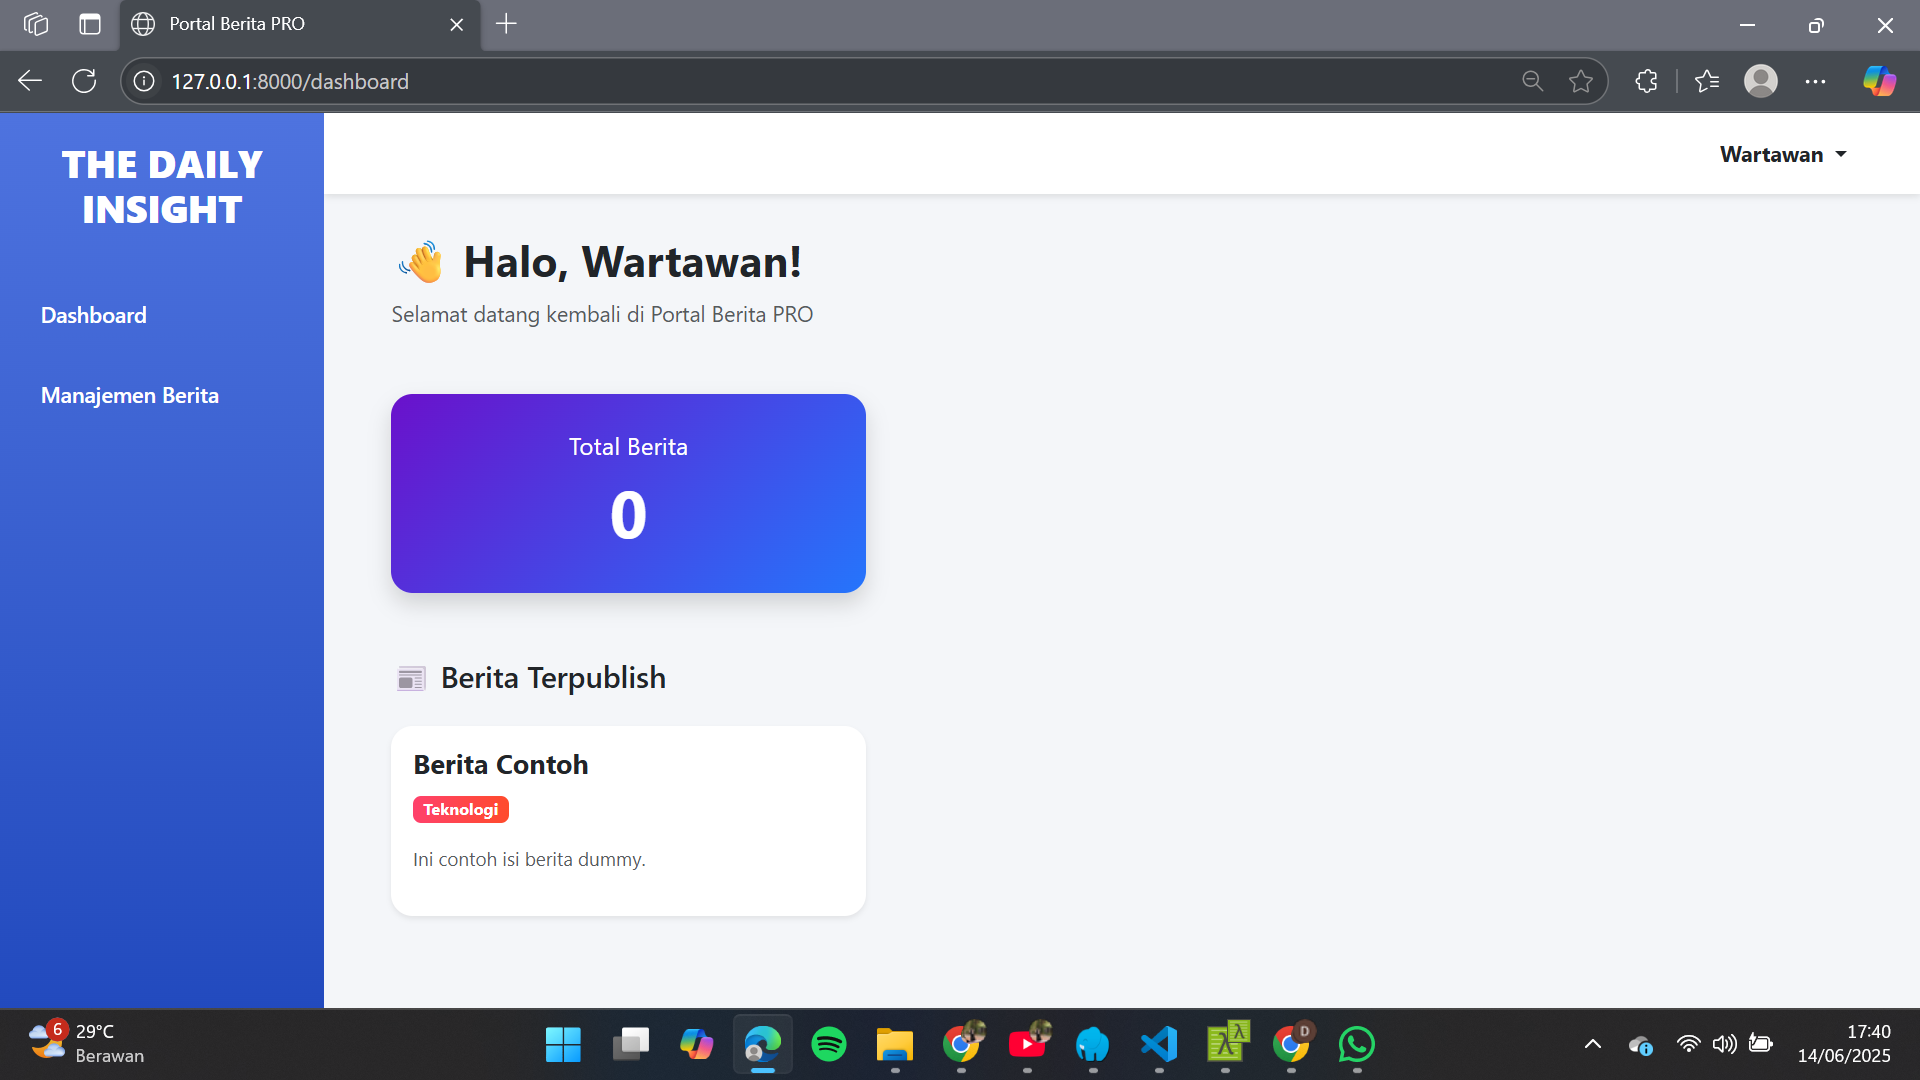 Portal Berita PRO
127.0.0.1:8000/dashboard
THE DAILY
INSIGHT
Dashboard
Manajemen Berita
Wartawan
👋 Halo, Wartawan!
Selamat datang kembali di Portal Berita PRO
Total Berita
0
📰 Berita Terpublish
Berita Contoh
Teknologi
Ini contoh isi berita dummy.
6
29°C
Berawan
D
17:40
14/06/2025